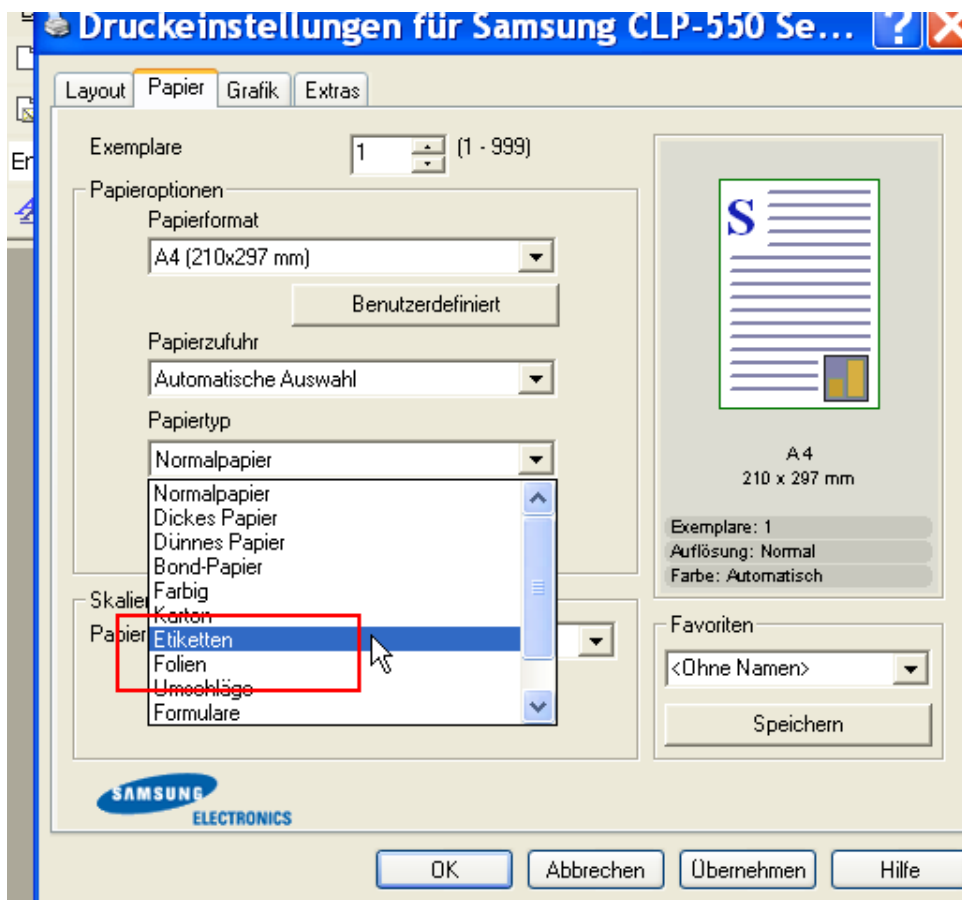 Druckeinstellungen für Samsung CLP-550 Se...
Layout Papier Grafik Extras
Exemplare 1 (1 - 999)
Papieroptionen
Papierformat
A4 (210x297 mm)
Benutzerdefiniert
Papierzufuhr
Automatische Auswahl
Papiertyp
Normalpapier
Normalpapier
Dickes Papier
Dünnes Papier
Bond-Papier
Farbig
Karton
Etiketten
Folien
Umschläge
Formulare
Skalier
Papier
S
A4
210 x 297 mm
Exemplare: 1
Auflösung: Normal
Farbe: Automatisch
Favoriten
<Ohne Namen>
Speichern
SAMSUNG
ELECTRONICS
OK Abbrechen Übernehmen Hilfe
Er